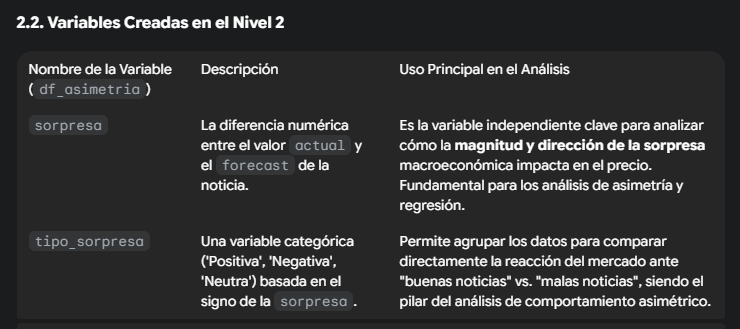 2.2. Variables Creadas en el Nivel 2
Nombre de la Variable
(df_asimetria)
Descripción
Uso Principal en el Análisis
sorpresa
La diferencia numérica
entre el valor actual y
el forecast de la
noticia.
Es la variable independiente clave para analizar
cómo la magnitud y dirección de la sorpresa
macroeconómica impacta en el precio.
Fundamental para los análisis de asimetría y
regresión.
tipo_sorpresa
Una variable categórica
('Positiva', 'Negativa',
'Neutra') basada en el
signo de la sorpresa.
Permite agrupar los datos para comparar
directamente la reacción del mercado ante
"buenas noticias" vs. "malas noticias", siendo el
pilar del análisis de comportamiento asimétrico.